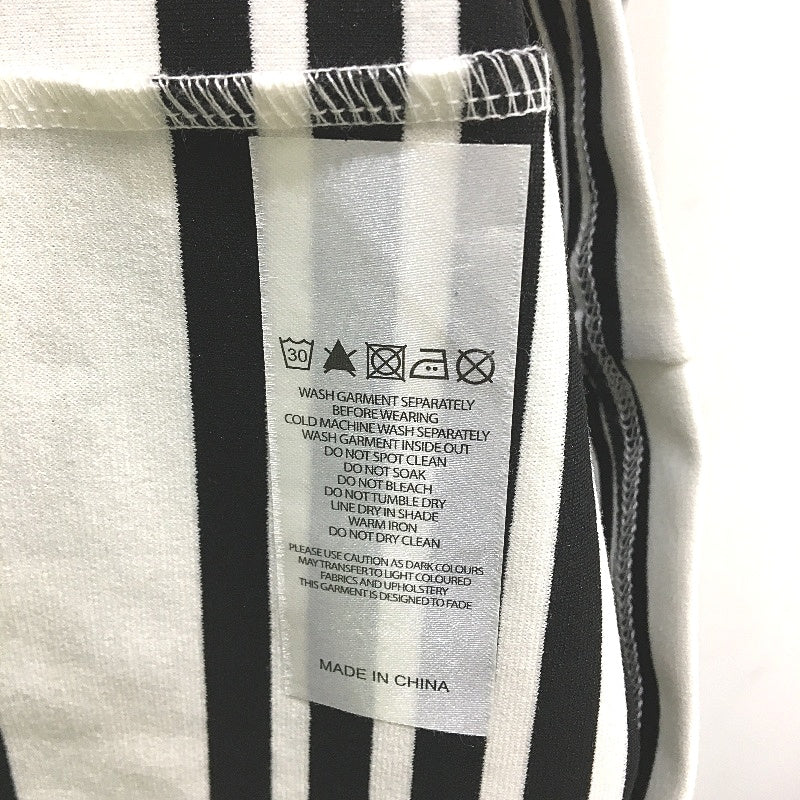 30
WASH GARMENT SEPARATELY
BEFORE WEARING
COLD MACHINE WASH SEPARATELY
WASH GARMENT INSIDE OUT
DO NOT SPOT CLEAN
DO NOT SOAK
DO NOT BLEACH
DO NOT TUMBLE DRY
LINE DRY IN SHADE
WARM IRON
DO NOT DRY CLEAN
PLEASE USE CAUTION AS DARK COLOURS
MAY TRANSFER TO LIGHT COLOURED
FABRICS AND UPHOLSTERY
THIS GARMENT IS DESIGNED TO FADE
MADE IN CHINA